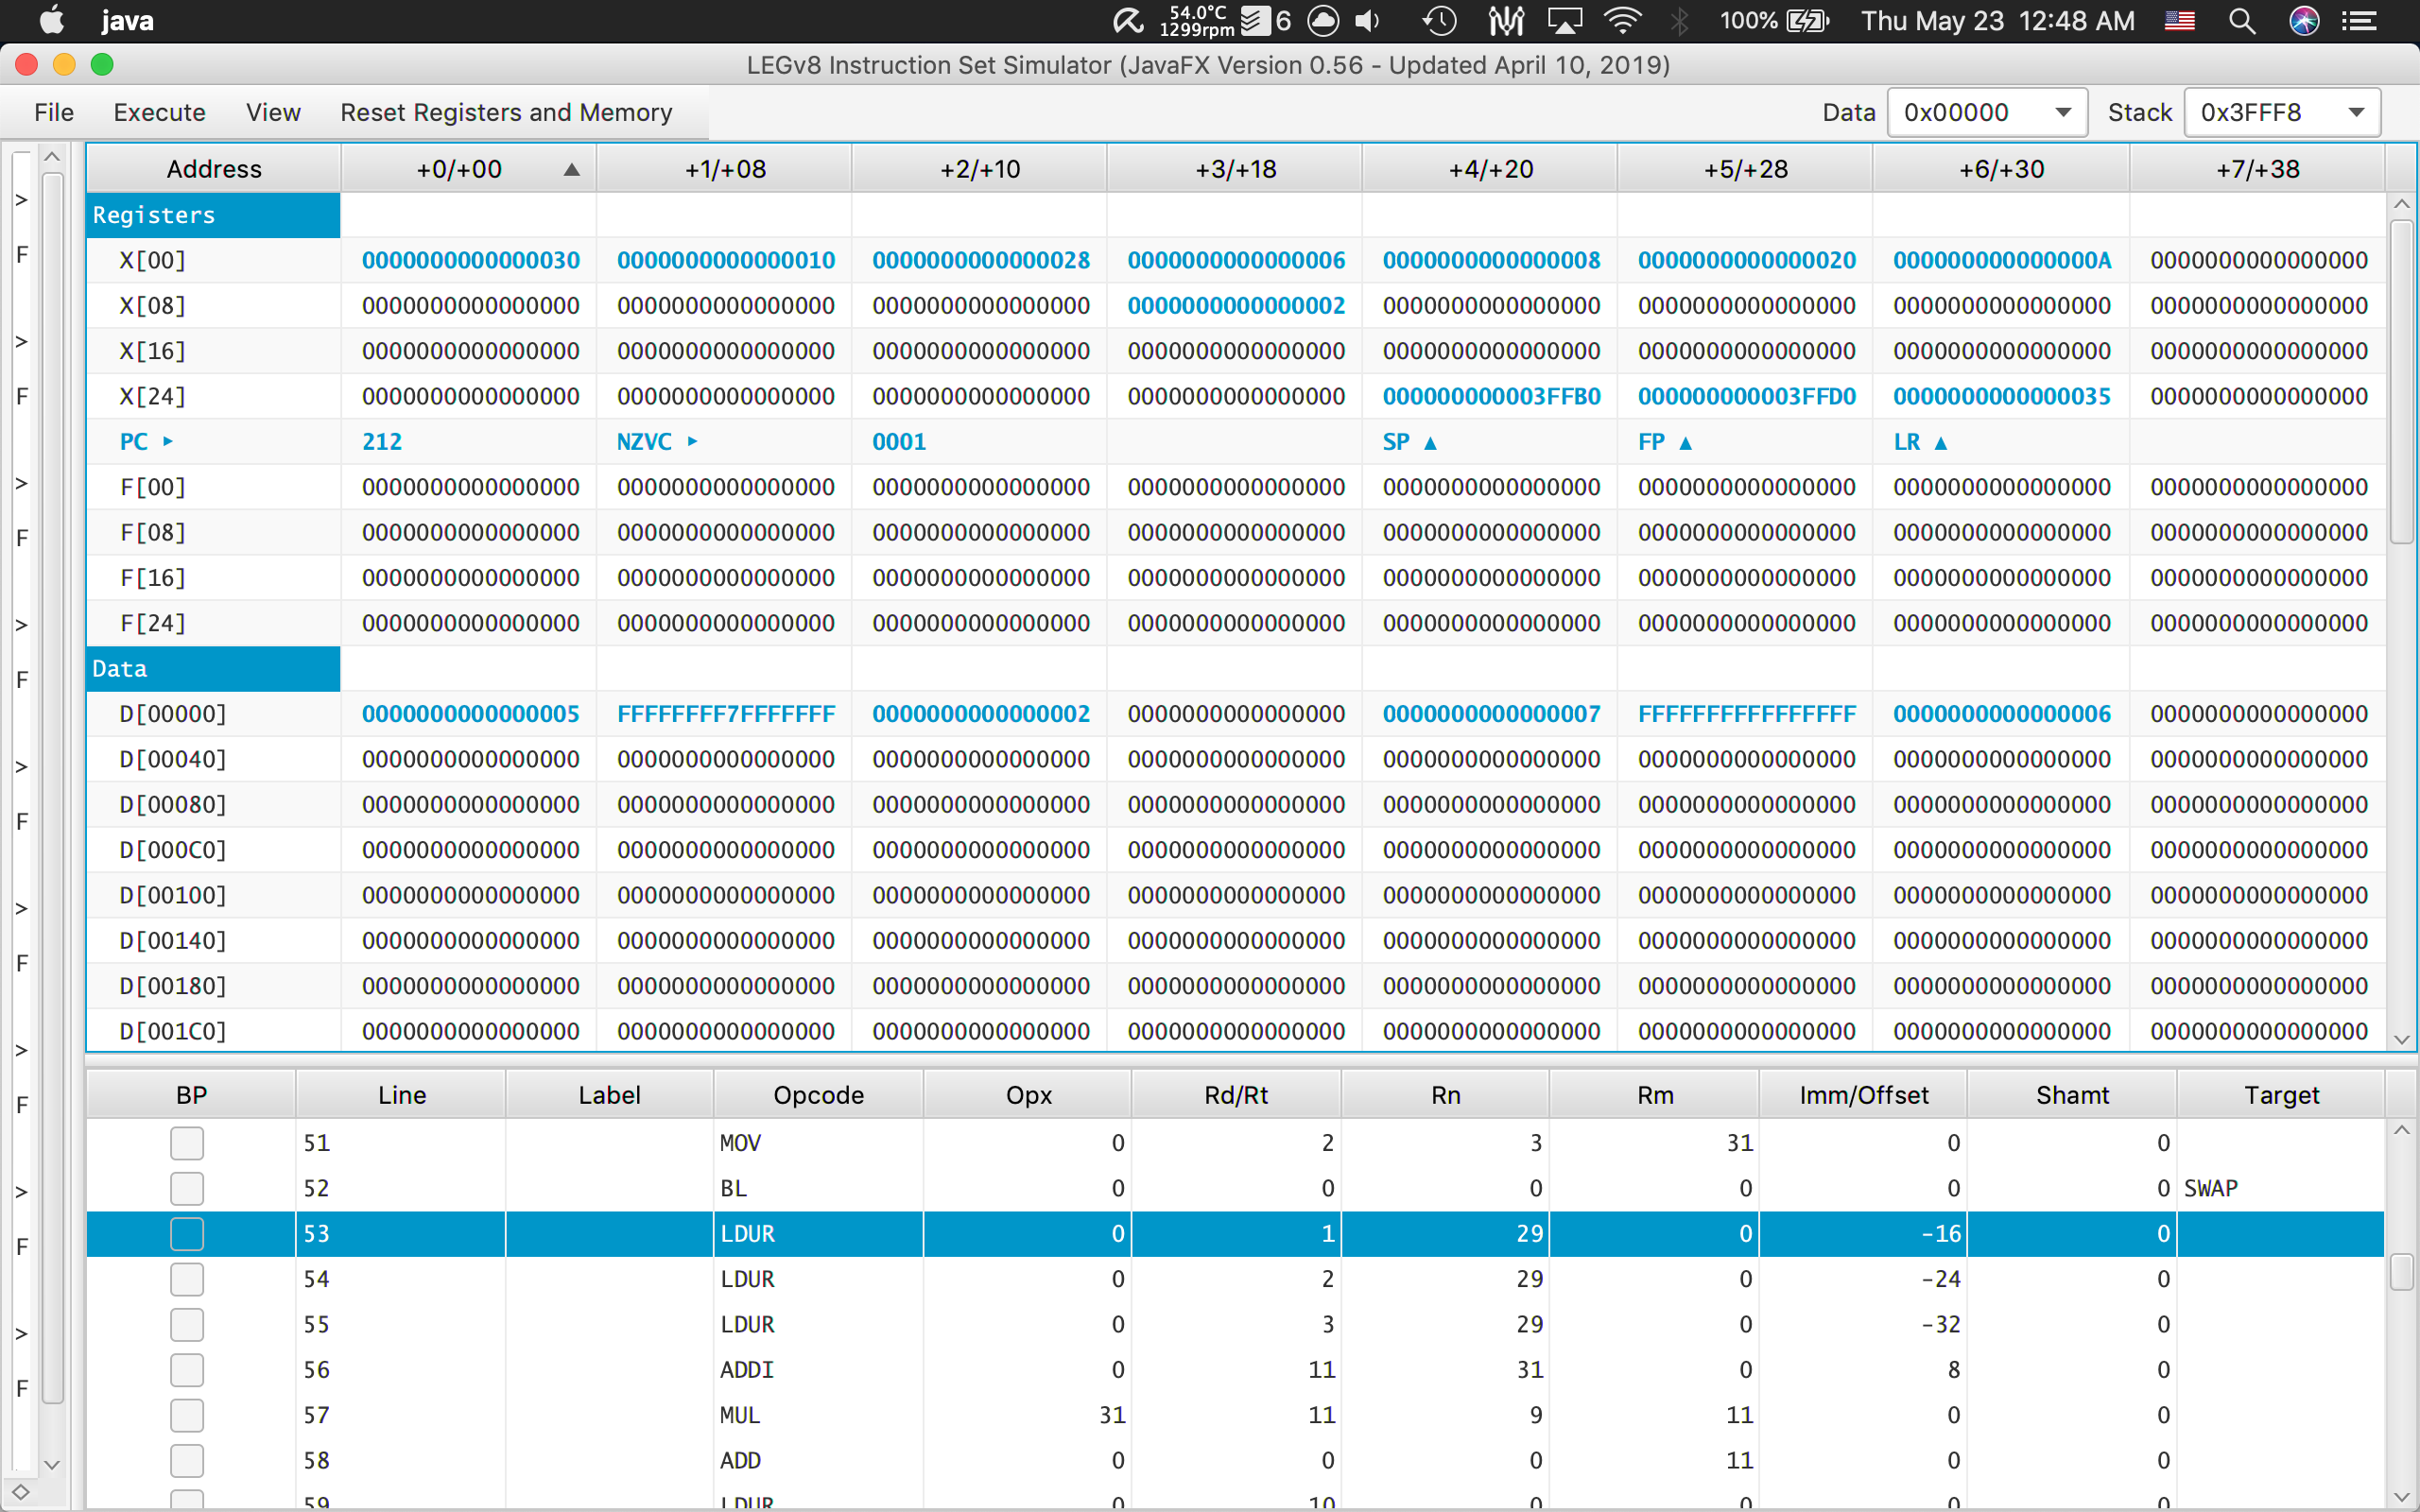 java 54.0°C 1299rpm 6 100% Thu May 23 12:48 AM
LEGv8 Instruction Set Simulator (JavaFX Version 0.56 - Updated April 10, 2019)
File Execute View Reset Registers and Memory Data 0x00000 Stack 0x3FFF8
Address +0/+00 +1/+08 +2/+10 +3/+18 +4/+20 +5/+28 +6/+30 +7/+38
Registers
X[00] 0000000000000030 0000000000000010 0000000000000028 0000000000000006 0000000000000008 0000000000000020 000000000000000A 0000000000000000
X[08] 0000000000000000 0000000000000000 0000000000000000 0000000000000002 0000000000000000 0000000000000000 0000000000000000 0000000000000000
X[16] 0000000000000000 0000000000000000 0000000000000000 0000000000000000 0000000000000000 0000000000000000 0000000000000000 0000000000000000
X[24] 0000000000000000 0000000000000000 0000000000000000 0000000000000000 000000000003FFB0 000000000003FFD0 0000000000000035 0000000000000000
PC ▸ 212 NZVC ▸ 0001 SP ▲ FP ▲ LR ▲
F[00] 0000000000000000 0000000000000000 0000000000000000 0000000000000000 0000000000000000 0000000000000000 0000000000000000 0000000000000000
F[08] 0000000000000000 0000000000000000 0000000000000000 0000000000000000 0000000000000000 0000000000000000 0000000000000000 0000000000000000
F[16] 0000000000000000 0000000000000000 0000000000000000 0000000000000000 0000000000000000 0000000000000000 0000000000000000 0000000000000000
F[24] 0000000000000000 0000000000000000 0000000000000000 0000000000000000 0000000000000000 0000000000000000 0000000000000000 0000000000000000
Data
D[00000] 0000000000000005 FFFFFFFF7FFFFFFF 0000000000000002 0000000000000000 0000000000000007 FFFFFFFFFFFFFFFF 0000000000000006 0000000000000000
D[00040] 0000000000000000 0000000000000000 0000000000000000 0000000000000000 0000000000000000 0000000000000000 0000000000000000 0000000000000000
D[00080] 0000000000000000 0000000000000000 0000000000000000 0000000000000000 0000000000000000 0000000000000000 0000000000000000 0000000000000000
D[000C0] 0000000000000000 0000000000000000 0000000000000000 0000000000000000 0000000000000000 0000000000000000 0000000000000000 0000000000000000
D[00100] 0000000000000000 0000000000000000 0000000000000000 0000000000000000 0000000000000000 0000000000000000 0000000000000000 0000000000000000
D[00140] 0000000000000000 0000000000000000 0000000000000000 0000000000000000 0000000000000000 0000000000000000 0000000000000000 0000000000000000
D[00180] 0000000000000000 0000000000000000 0000000000000000 0000000000000000 0000000000000000 0000000000000000 0000000000000000 0000000000000000
D[001C0] 0000000000000000 0000000000000000 0000000000000000 0000000000000000 0000000000000000 0000000000000000 0000000000000000 0000000000000000
BP Line Label Opcode Opx Rd/Rt Rn Rm Imm/Offset Shamt Target
51 MOV 0 2 3 31 0 0
52 BL 0 0 0 0 0 0 SWAP
53 LDUR 0 1 29 0 -16 0
54 LDUR 0 2 29 0 -24 0
55 LDUR 0 3 29 0 -32 0
56 ADDI 0 11 31 0 8 0
57 MUL 31 11 9 11 0 0
58 ADD 0 0 0 11 0 0
59 LDUR 0 10 0 0 0 0
>
F
>
F
>
F
>
F
>
F
>
F
>
F
>
F
>
F